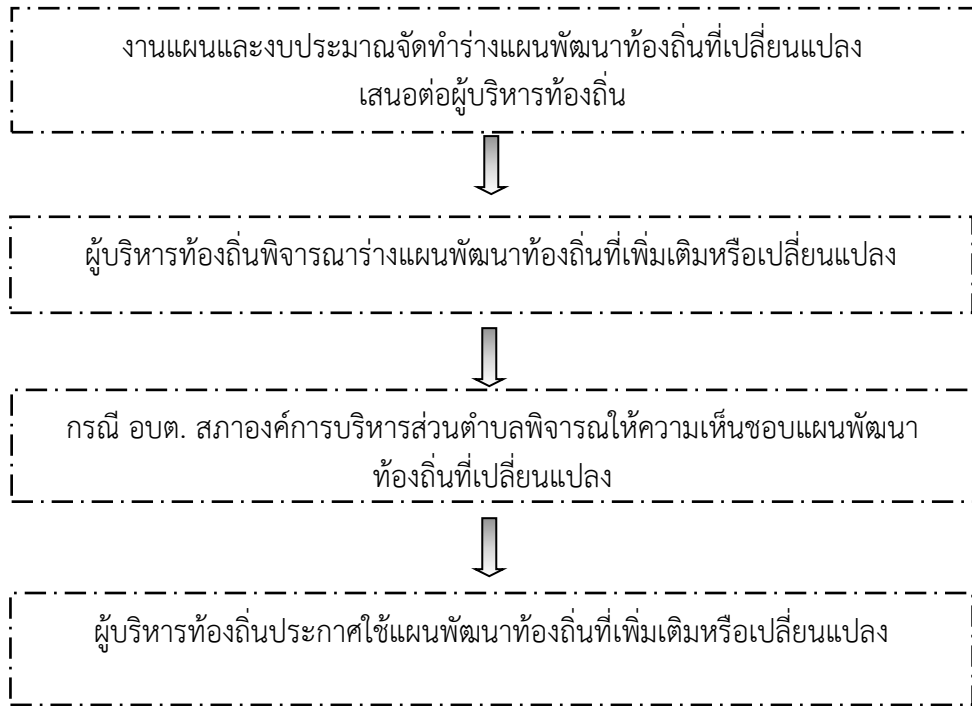 งานแผนและงบประมาณจัดทำร่างแผนพัฒนาท้องถิ่นที่เปลี่ยนแปลง
เสนอต่อผู้บริหารท้องถิ่น
ผู้บริหารท้องถิ่นพิจารณาร่างแผนพัฒนาท้องถิ่นที่เพิ่มเติมหรือเปลี่ยนแปลง
กรณี อบต. สภาองค์การบริหารส่วนตำบลพิจารณให้ความเห็นชอบแผนพัฒนา
ท้องถิ่นที่เปลี่ยนแปลง
ผู้บริหารท้องถิ่นประกาศใช้แผนพัฒนาท้องถิ่นที่เพิ่มเติมหรือเปลี่ยนแปลง